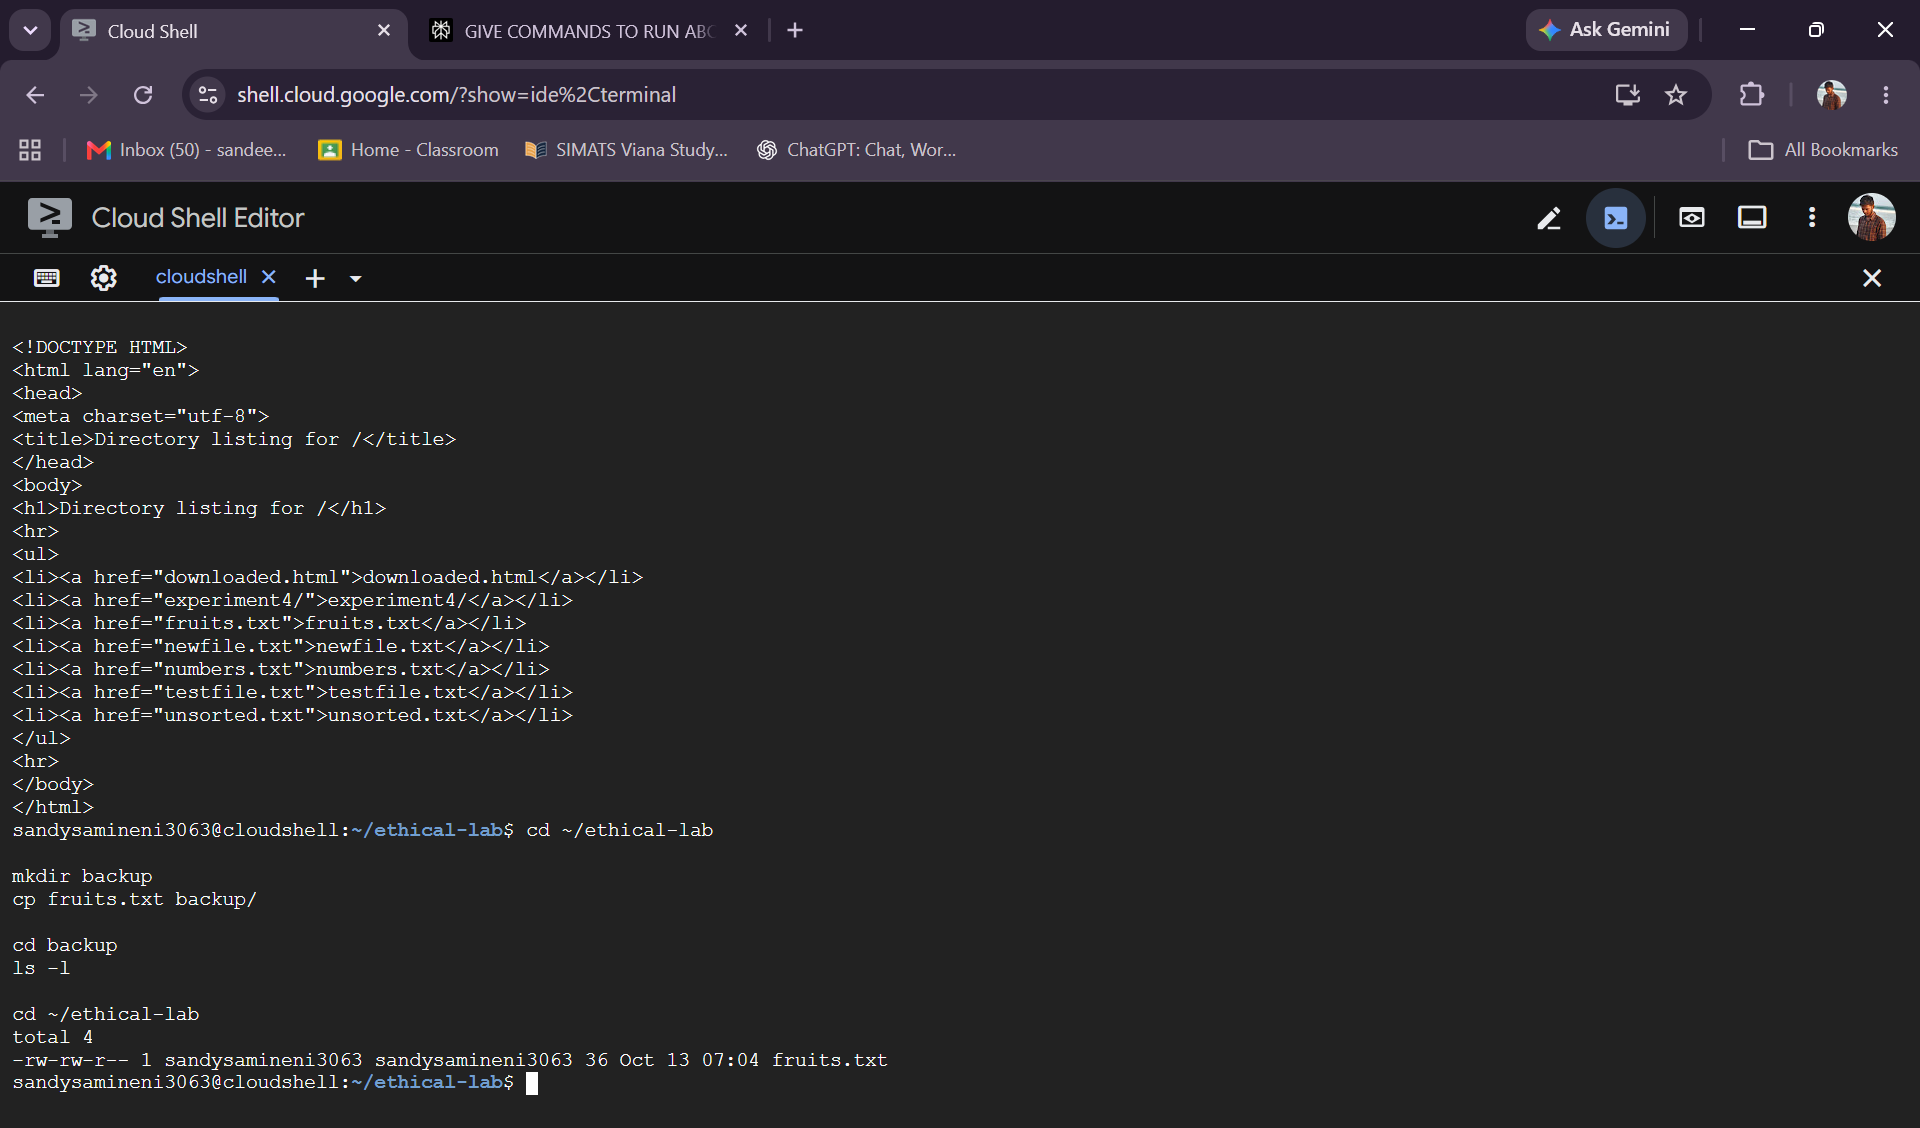 Cloud Shell
GIVE COMMANDS TO RUN ABO
Ask Gemini
shell.cloud.google.com/?show=ide%2Cterminal
Inbox (50) - sandee...
Home - Classroom
SIMATS Viana Study...
ChatGPT: Chat, Wor...
All Bookmarks
Cloud Shell Editor
cloudshell
<!DOCTYPE HTML>
<html lang="en">
<head>
<meta charset="utf-8">
<title>Directory listing for /</title>
</head>
<body>
<h1>Directory listing for /</h1>
<hr>
<ul>
<li><a href="downloaded.html">downloaded.html</a></li>
<li><a href="experiment4/">experiment4/</a></li>
<li><a href="fruits.txt">fruits.txt</a></li>
<li><a href="newfile.txt">newfile.txt</a></li>
<li><a href="numbers.txt">numbers.txt</a></li>
<li><a href="testfile.txt">testfile.txt</a></li>
<li><a href="unsorted.txt">unsorted.txt</a></li>
</ul>
<hr>
</body>
</html>
sandysamineni3063@cloudshell:~/ethical-lab$ cd ~/ethical-lab
mkdir backup
cp fruits.txt backup/
cd backup
ls -l
cd ~/ethical-lab
total 4
-rw-rw-r-- 1 sandysamineni3063 sandysamineni3063 36 Oct 13 07:04 fruits.txt
sandysamineni3063@cloudshell:~/ethical-lab$